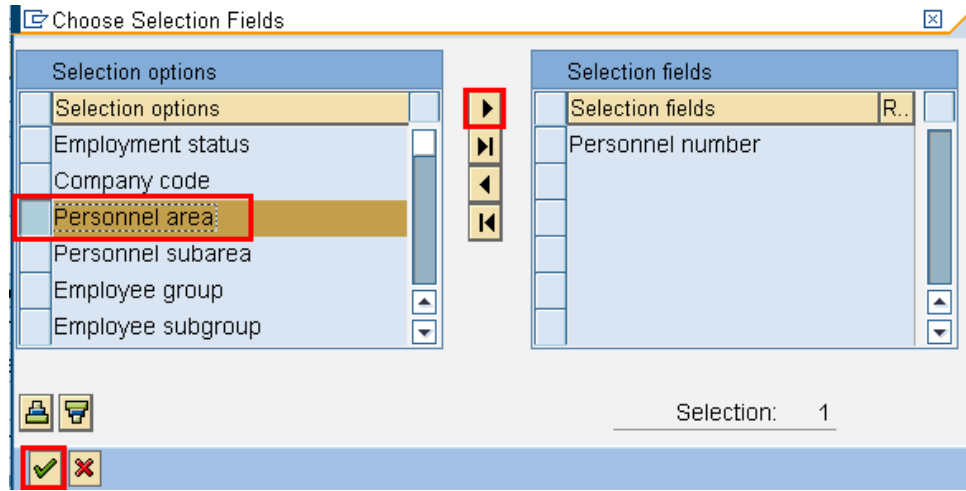 Choose Selection Fields
Selection options
Selection options
Employment status
Company code
Personnel area
Personnel subarea
Employee group
Employee subgroup
Selection fields
Selection fields R..
Personnel number
Selection: 1